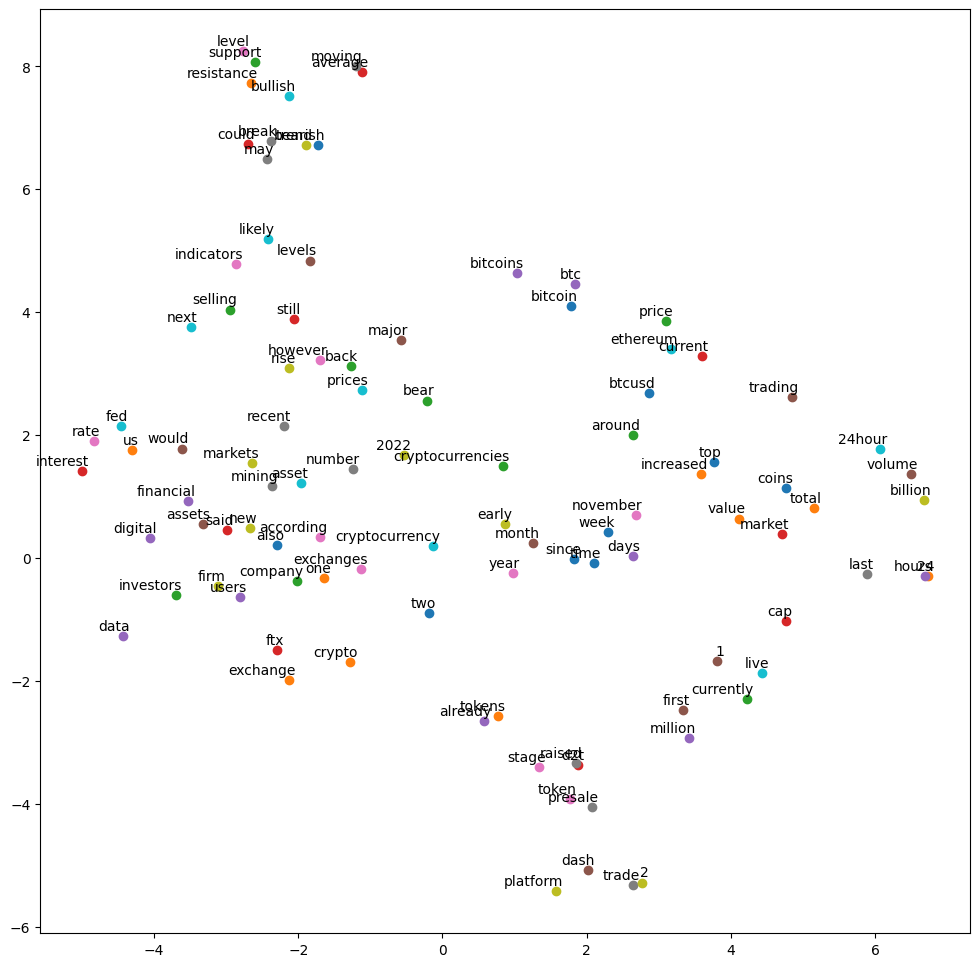 level
support
moving
average
resistance
bullish
could
break
trend
bearish
may
likely
indicators
levels
bitcoins
btc
selling
bitcoin
next
still
price
major
ethereum
current
however
rise
back
prices
btcusd
bear
trading
fed
recent
rate
us
would
around
2022
24hour
interest
markets
number
cryptocurrencies
top
increased
volume
mining
asset
coins
financial
billion
assets
said
new
november
value
total
digital
also
according
early
week
market
cryptocurrency
month
since
time
days
exchanges
year
last
hours
24
investors
firm
users
company
one
two
data
cap
ftx
crypto
1
exchange
live
currently
tokens
already
first
million
raised
d2t
stage
token
presale
dash
platform
trade
2
8
6
4
2
0
−2
−4
−6
−4
−2
0
2
4
6